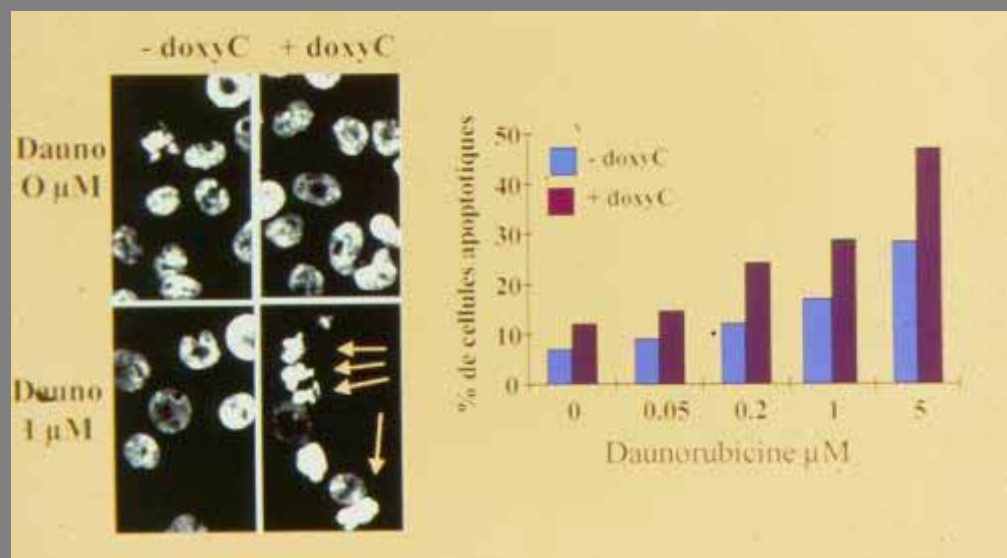 - doxyC + doxyC
Dauno
O µM
Dauno
1 µM
% de cellules apoptotiques
50
40
30
20
10
0
- doxyC
+ doxyC
0 0.05 0.2 1 5
Daunorubicine µM